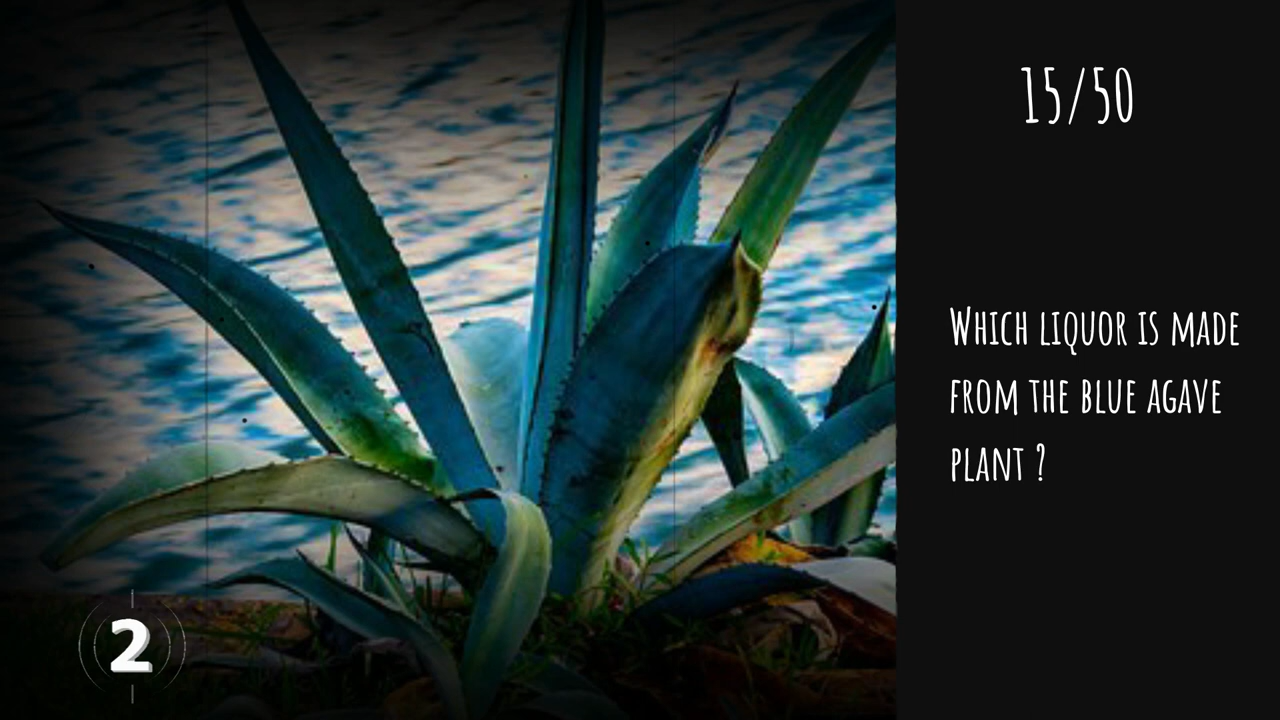 15/50
Which liquor is made
from the blue agave
plant ?
2